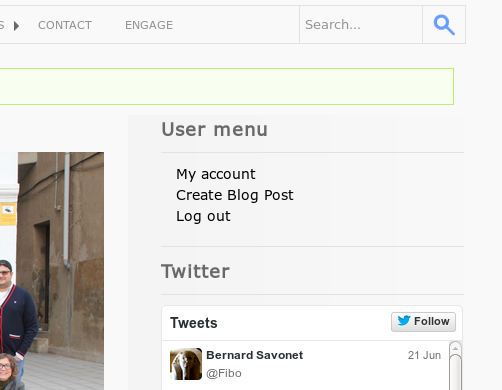 S CONTACT ENGAGE Search...
User menu
My account
Create Blog Post
Log out
Twitter
Tweets Follow
Bernard Savonet 21 Jun
@Fibo